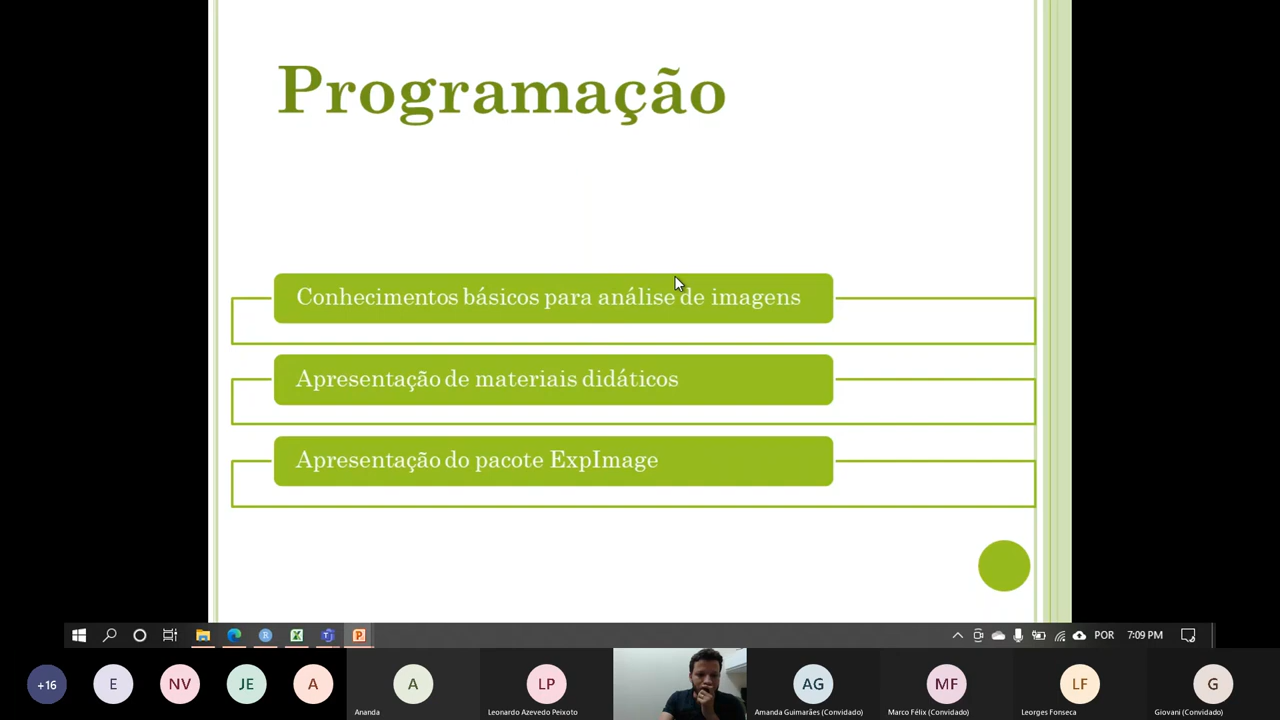 Programação
Conhecimentos básicos para análise de imagens
Apresentação de materiais didáticos
Apresentação do pacote ExpImage
POR 7:09 PM
+16 E NV JE A A LP AG MF LF G
Ananda Leonardo Azevedo Peixoto Amanda Guimarães (Convidado) Marco Félix (Convidado) Leorges Fonseca Giovani (Convidado)